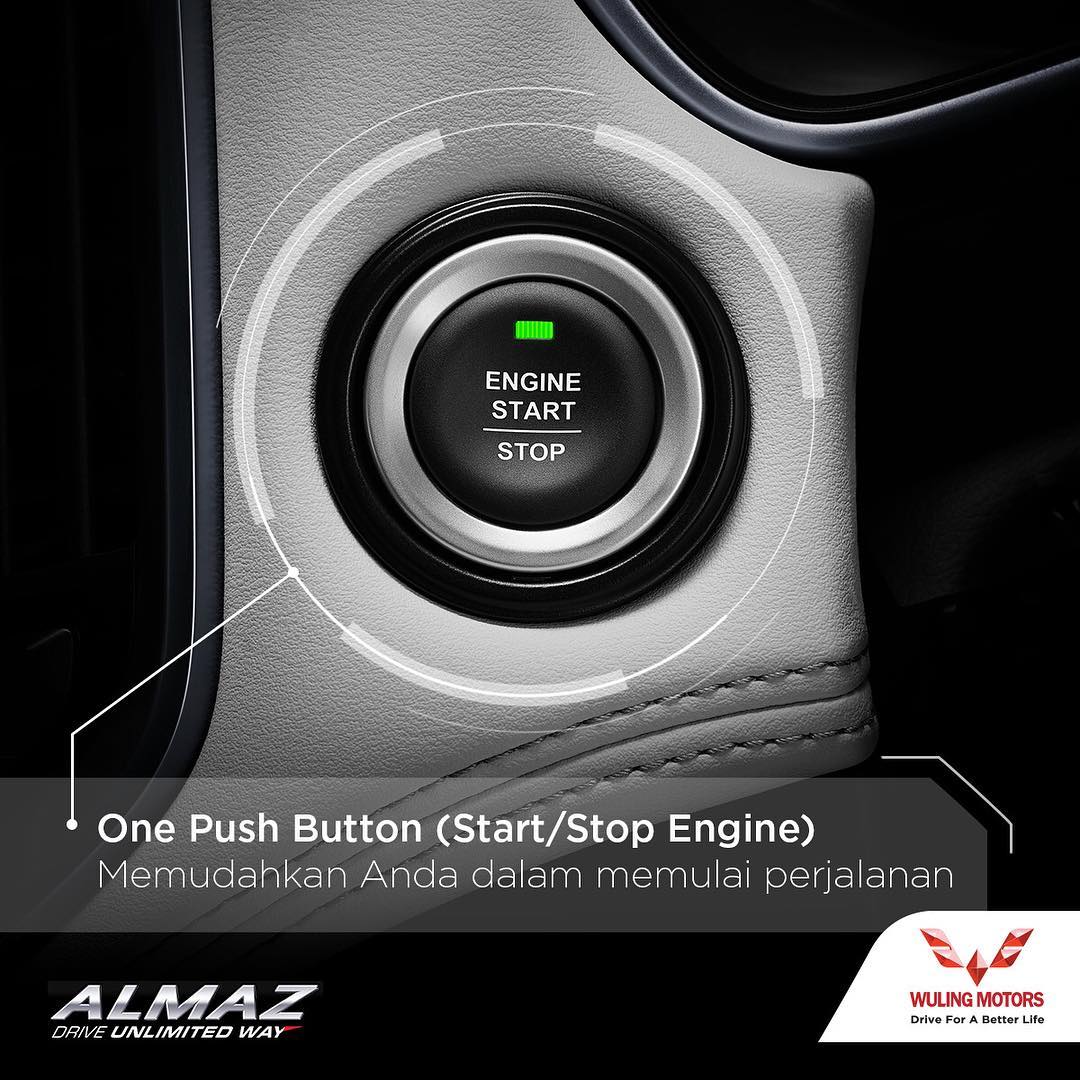 ENGINE
START
STOP
One Push Button (Start/Stop Engine)
Memudahkan Anda dalam memulai perjalanan
ALMAZ
DRIVE UNLIMITED WAY
WULING MOTORS
Drive For A Better Life